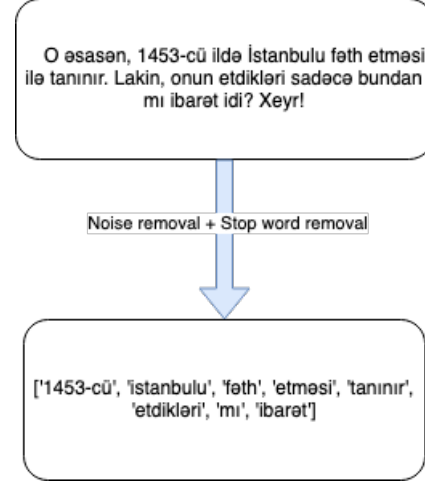 O əsasən, 1453-cü ildə İstanbulu fəth etməsi
ilə tanınır. Lakin, onun etdikləri sadəcə bundan
mı ibarət idi? Xeyr!
Noise removal + Stop word removal
['1453-cü', 'istanbulu', 'fəth', 'etməsi', 'tanınır',
'etdikləri', 'mı', 'ibarət']